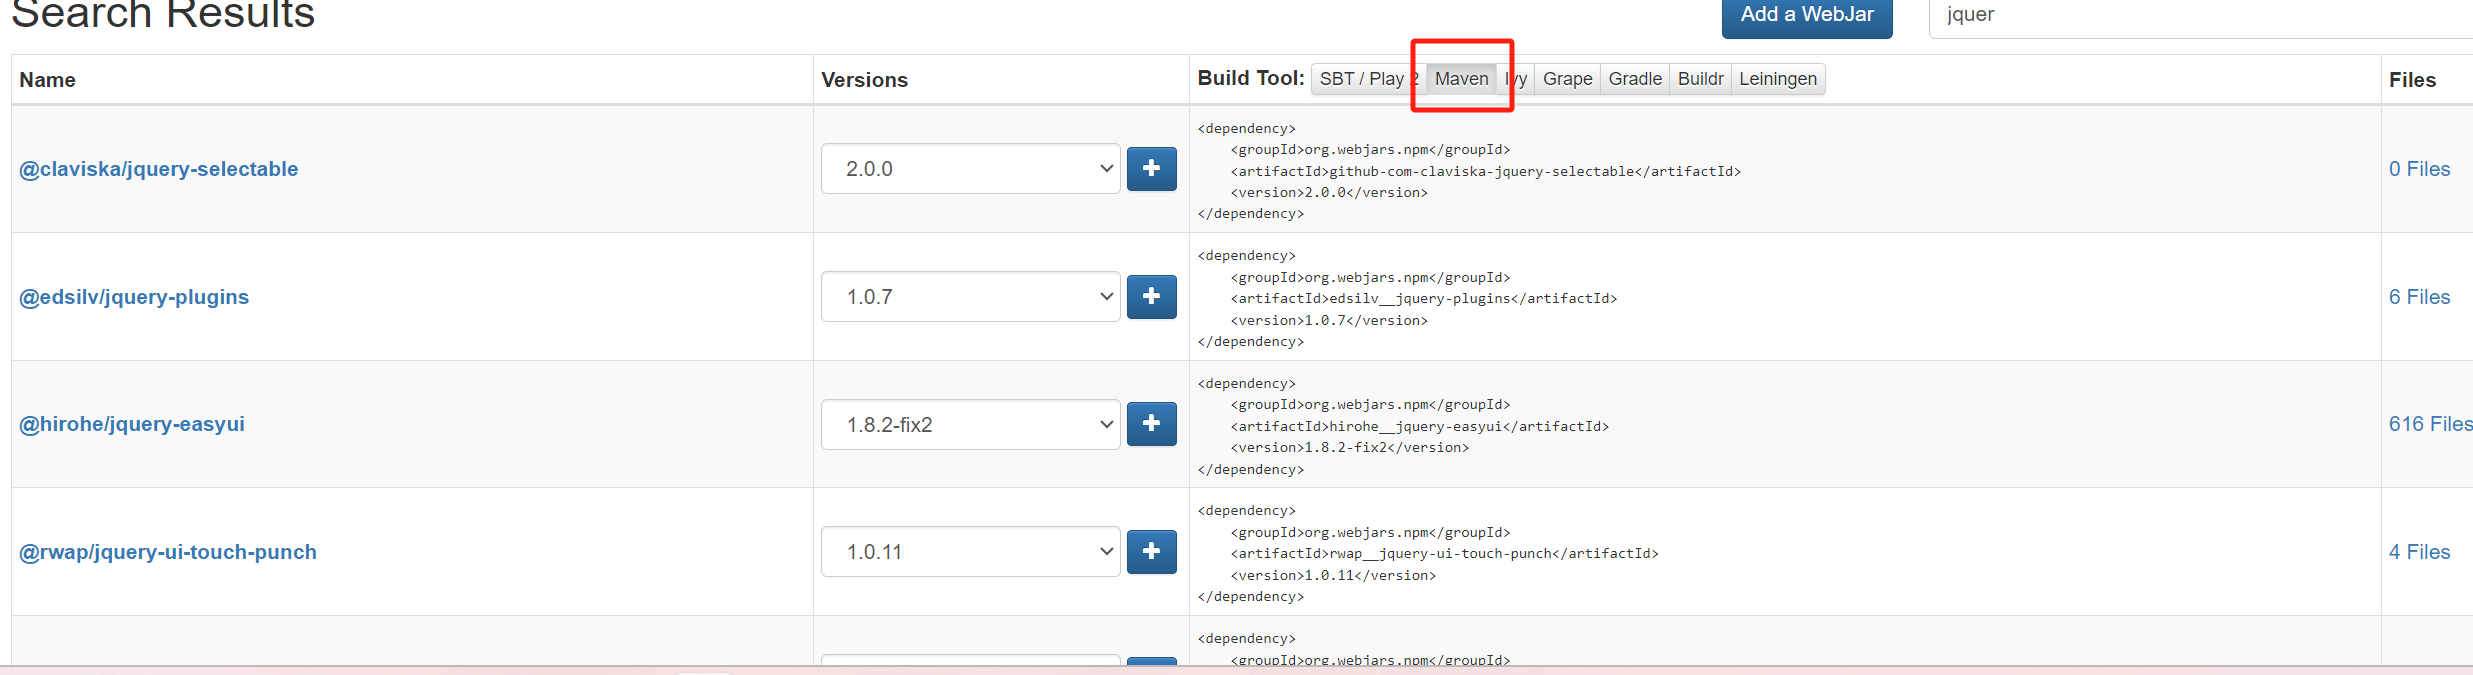 Search Results
Add a WebJar
jquer
Name
Versions
Build Tool: SBT / Play 2 Maven Ivy Grape Gradle Buildr Leiningen
Files
@claviska/jquery-selectable
2.0.0
<dependency>
    <groupId>org.webjars.npm</groupId>
    <artifactId>github-com-claviska-jquery-selectable</artifactId>
    <version>2.0.0</version>
</dependency>
0 Files
@edsilv/jquery-plugins
1.0.7
<dependency>
    <groupId>org.webjars.npm</groupId>
    <artifactId>edsilv__jquery-plugins</artifactId>
    <version>1.0.7</version>
</dependency>
6 Files
@hirohe/jquery-easyui
1.8.2-fix2
<dependency>
    <groupId>org.webjars.npm</groupId>
    <artifactId>hirohe__jquery-easyui</artifactId>
    <version>1.8.2-fix2</version>
</dependency>
616 Files
@rwap/jquery-ui-touch-punch
1.0.11
<dependency>
    <groupId>org.webjars.npm</groupId>
    <artifactId>rwap__jquery-ui-touch-punch</artifactId>
    <version>1.0.11</version>
</dependency>
4 Files
<dependency>
    <groupId>org.webjars.npm</groupId>